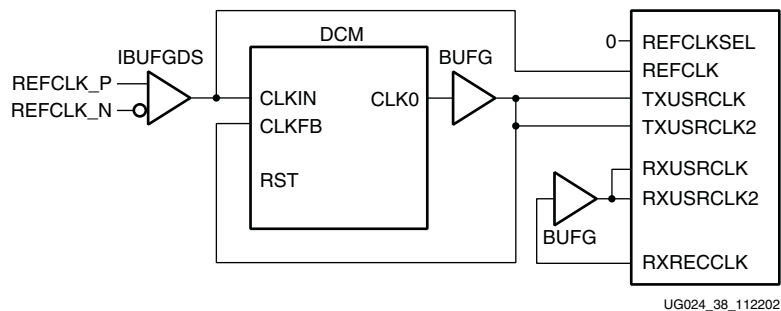 DCM
IBUFGDS
BUFG
REFCLK_P
REFCLK_N
CLKIN
CLK0
CLKFB
RST
0
REFCLKSEL
REFCLK
TXUSRCLK
TXUSRCLK2
RXUSRCLK
RXUSRCLK2
BUFG
RXRECCLK
UG024_38_112202